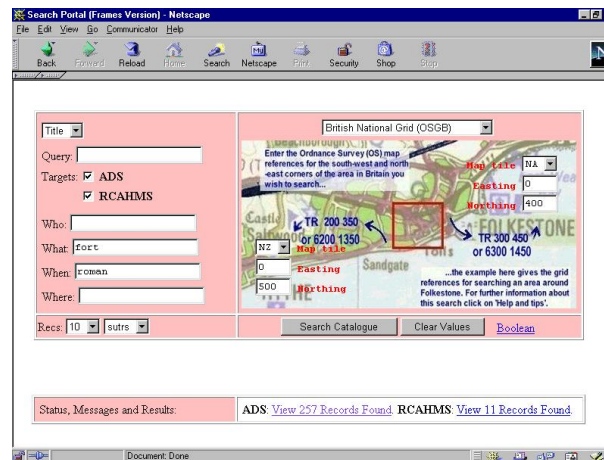 Search Portal (Frames Version) - Netscape
File Edit View Go Communicator Help
Back Forward Reload Home Search Netscape Print Security Shop Stop
N
Title
British National Grid (OSGB)
Query:
Targets: ADS
RCAHMS
Enter the Ordnance Survey (OS) map
references for the south-west and north
-east corners of the area in Britain you
wish to search...
Map tile NA
Easting 0
Northing 400
Who:
What: fort
When: roman
Where:
Castle
Saltwood
TR 200 350
or 6200 1350
FOLKESTONE
TR 300 450
or 6300 1450
NZ Map tile
0 Easting
500 Northing
Sandgate
...the example here gives the grid
references for searching an area around
Folkestone. For further information about
this search click on 'Help and tips'.
Recs: 10 sutrs
Search Catalogue Clear Values Boolean
Status, Messages and Results:
ADS: View 257 Records Found. RCAHMS: View 11 Records Found.
Document: Done